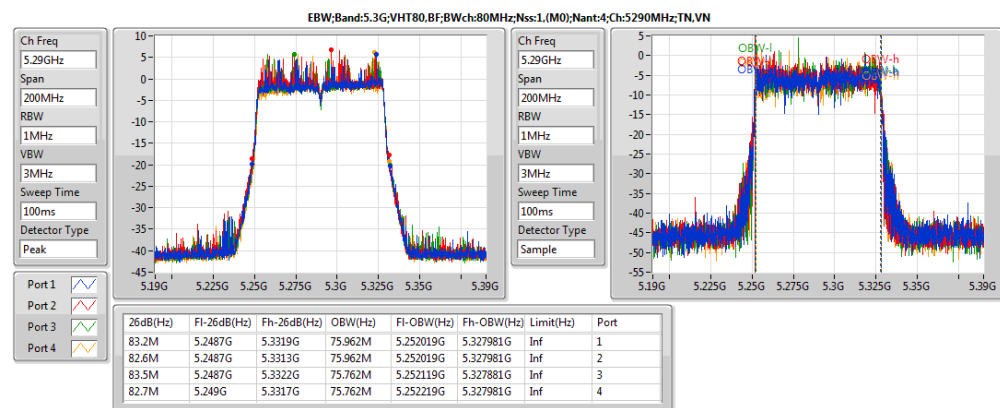 EBW;Band:5.3G;VHT80,BF;BWch:80MHz;Nss:1,(M0);Nant:4;Ch:5290MHz;TN,VN
Ch Freq
5.29GHz
Span
200MHz
RBW
1MHz
VBW
3MHz
Sweep Time
100ms
Detector Type
Peak
Port 1
Port 2
Port 3
Port 4
10
5
0
-5
-10
-15
-20
-25
-30
-35
-40
-45
5.19G 5.225G 5.25G 5.275G 5.3G 5.325G 5.35G 5.39G
Ch Freq
5.29GHz
Span
200MHz
RBW
1MHz
VBW
3MHz
Sweep Time
100ms
Detector Type
Sample
5
0
-5
-10
-15
-20
-25
-30
-35
-40
-45
-50
-55
OBW-l
OBW-h
OBW-h
5.19G 5.225G 5.25G 5.275G 5.3G 5.325G 5.35G 5.39G
26dB(Hz) Fl-26dB(Hz) Fh-26dB(Hz) OBW(Hz) Fl-OBW(Hz) Fh-OBW(Hz) Limit(Hz) Port
83.2M 5.2487G 5.3319G 75.962M 5.252019G 5.327981G Inf 1
82.6M 5.2487G 5.3313G 75.962M 5.252019G 5.327981G Inf 2
83.5M 5.2487G 5.3322G 75.762M 5.252119G 5.327981G Inf 3
82.7M 5.249G 5.3317G 75.762M 5.252219G 5.327981G Inf 4